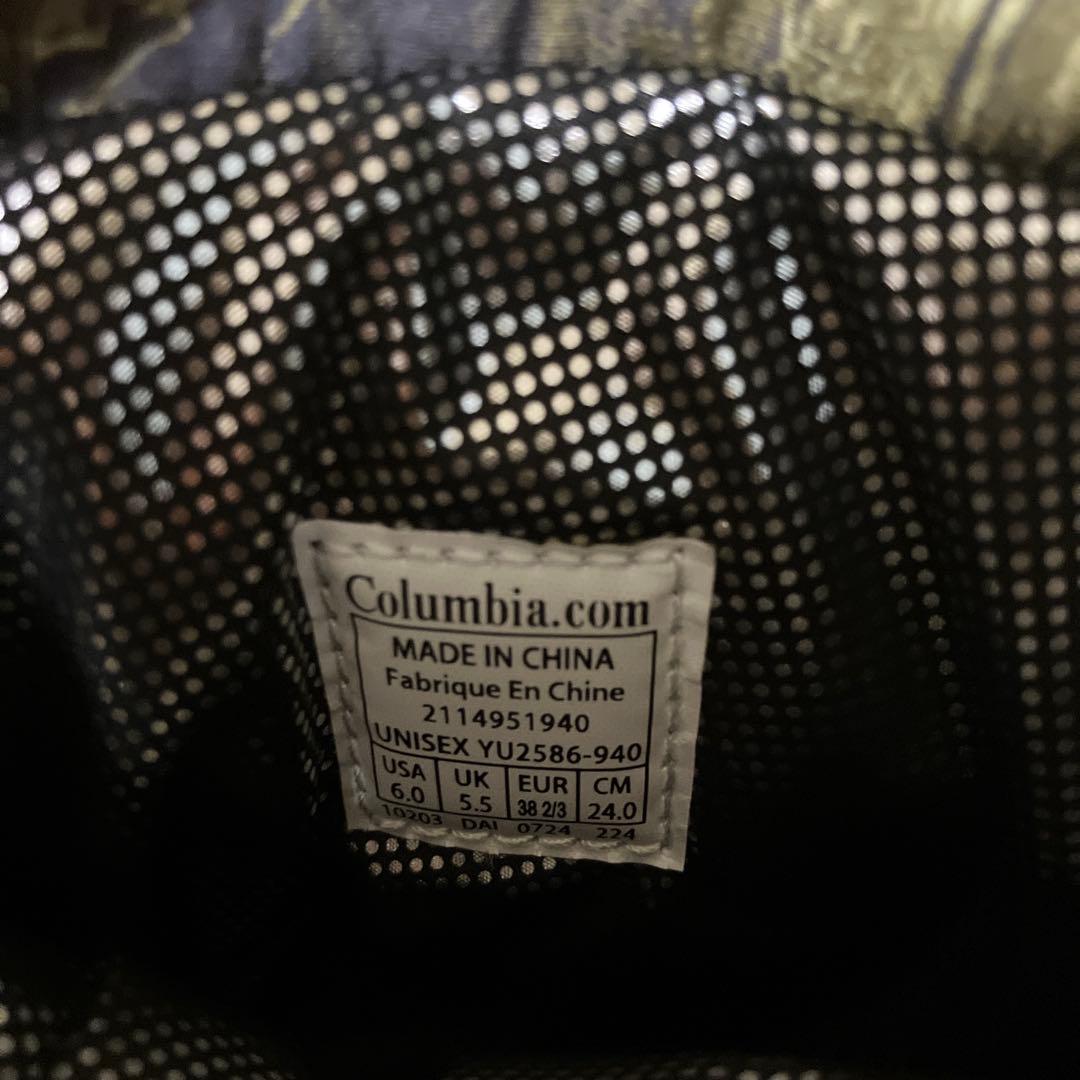 Columbia.com
MADE IN CHINA
Fabrique En Chine
2114951940
UNISEX YU2586-940
USA UK EUR CM
6.0 5.5 38 2/3 24.0
10203 DAI 0724 224